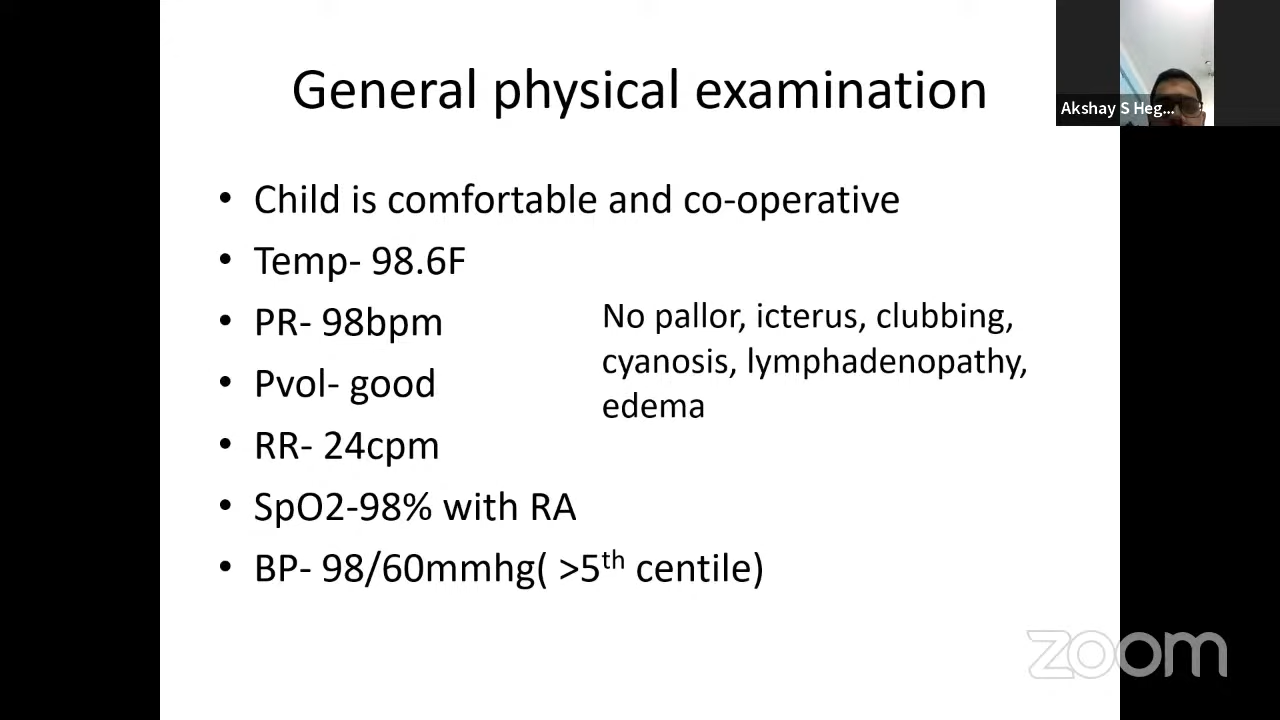 General physical examination
Akshay S Heg...
• Child is comfortable and co-operative
• Temp- 98.6F
• PR- 98bpm
• Pvol- good
• RR- 24cpm
• SpO2-98% with RA
• BP- 98/60mmhg( >5th centile)
No pallor, icterus, clubbing,
cyanosis, lymphadenopathy,
edema
zoom